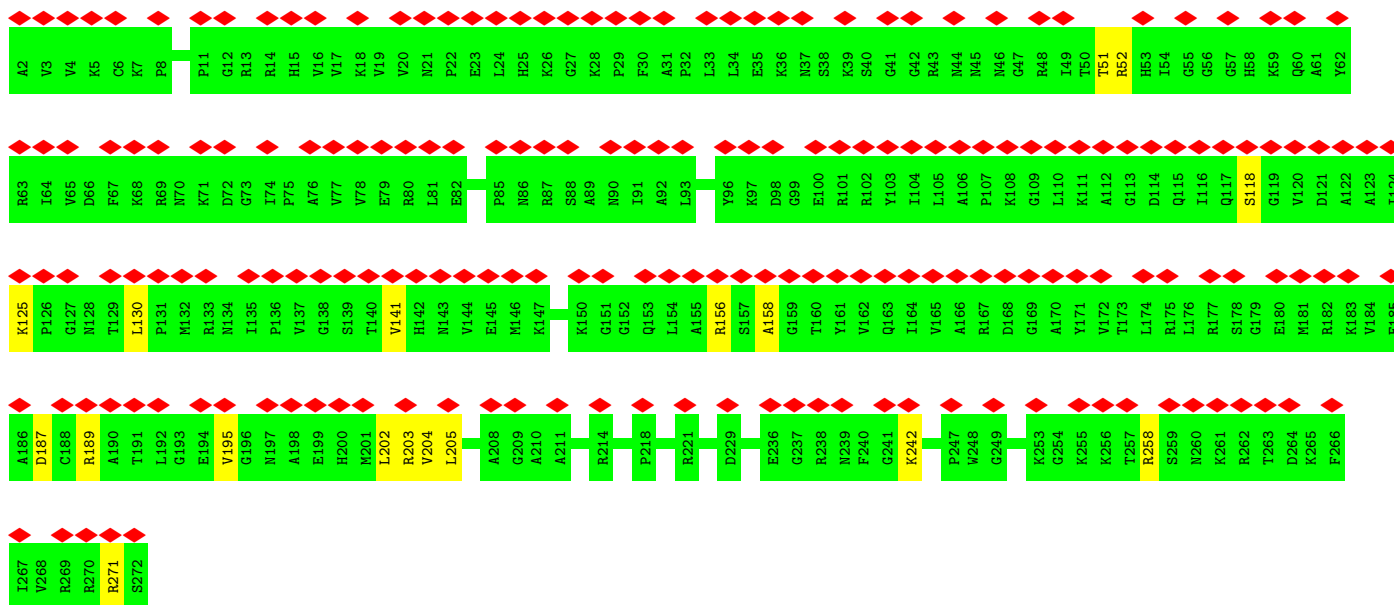 A2 V3 V4 K5 C6 K7 P8 P11 G12 R13 R14 H15 V16 V17 K18 V19 V20 N21 P22 E23 L24 H25 K26 G27 K28 P29 F30 A31 P32 L33 L34 E35 K36 N37 S38 K39 S40 G41 G42 R43 N44 N45 N46 G47 R48 I49 T50 T51 R52 H53 I54 G55 G56 G57 H58 K59 Q60 A61 Y62
R63 I64 V65 D66 F67 K68 R69 N70 K71 D72 G73 I74 P75 A76 V77 V78 E79 R80 L81 E82 P85 N86 R87 S88 A89 N90 I91 A92 L93 Y96 K97 D98 G99 E100 R101 R102 Y103 I104 L105 A106 P107 K108 G109 L110 K111 A112 G113 D114 Q115 I116 Q117 S118 G119 V120 D121 A122 A123 I124
K125 P126 G127 N128 T129 L130 P131 M132 R133 N134 I135 P136 V137 G138 S139 T140 V141 H142 N143 V144 E145 M146 K147 K150 G151 G152 Q153 L154 A155 R156 S157 A158 G159 T160 Y161 V162 Q163 I164 V165 A166 R167 D168 G169 A170 Y171 V172 T173 L174 R175 L176 R177 S178 G179 E180 M181 R182 K183 V184 E185
A186 D187 C188 R189 A190 T191 L192 G193 E194 V195 G196 N197 A198 E199 H200 M201 L202 R203 V204 L205 A208 G209 A210 A211 R214 P218 R221 D229 E236 G237 R238 N239 F240 G241 K242 P247 W248 G249 K253 G254 K255 K256 T257 R258 S259 N260 K261 R262 T263 D264 K265 F266
I267 V268 R269 R270 R271 S272